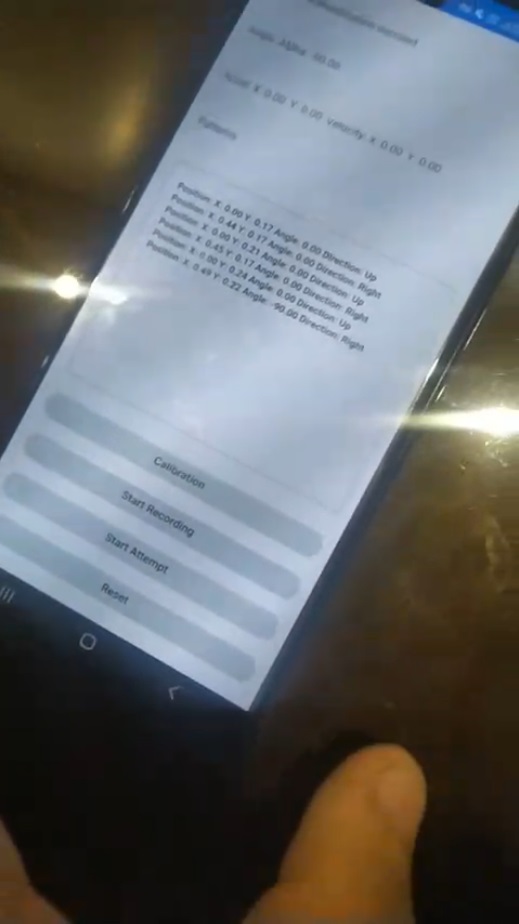 Angle: Alpha: -90.00
Accel: X 0.00 Y 0.00 Velocity X 0.00 Y 0.00
Patterns
Position: X: 0.00 Y: 0.17 Angle: 0.00 Direction: Up
Position: X: 0.44 Y: 0.17 Angle: 0.00 Direction: Right
Position: X: 0.00 Y: 0.21 Angle: 0.00 Direction: Up
Position: X: 0.45 Y: 0.17 Angle: 0.00 Direction: Right
Position: X: 0.00 Y: 0.24 Angle: 0.00 Direction: Up
Position: X: 0.49 Y: 0.22 Angle: -90.00 Direction: Right
Calibration
Start Recording
Start Attempt
Reset